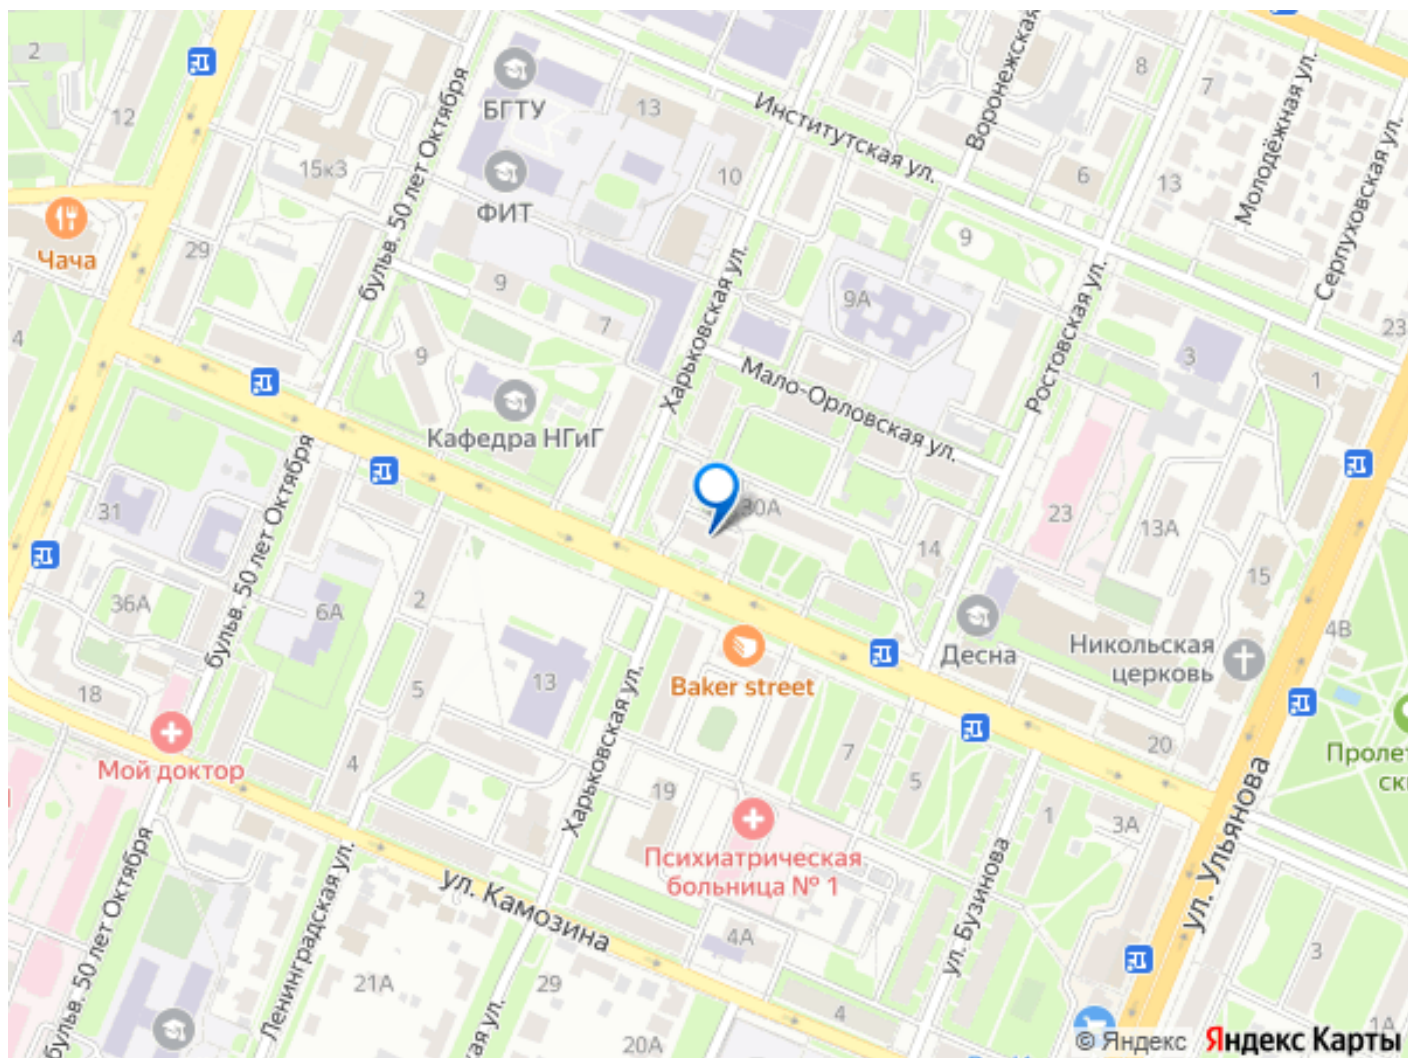 2
12
БГТУ
13
15к3
ФИТ
10
Институтская ул.
Воронежская
8
7
6
13
Молодёжная ул.
Серпуховская ул.
Чача
29
бульв. 50 лет Октября
9
7
9
Харьковская ул.
9А
9
Ростовская ул.
3
23
1
4
Мало-Орловская ул.
Кафедра НГиГ
31
бульв. 50 лет Октября
30А
14
23
13А
15
36А
6А
2
4В
Десна
Никольская
церковь
Baker street
18
5
13
Харьковская ул.
7
5
20
Мой доктор
4
19
1
3А
ул. Ульянова
Психиатрическая
больница № 1
бульв. 50 лет Октября
Ленинградская ул.
ул. Камозина
ул. Бузинова
4А
21А
29
4
3
20А
1А
кая ул.
Пролет
ск
© Яндекс Яндекс Карты